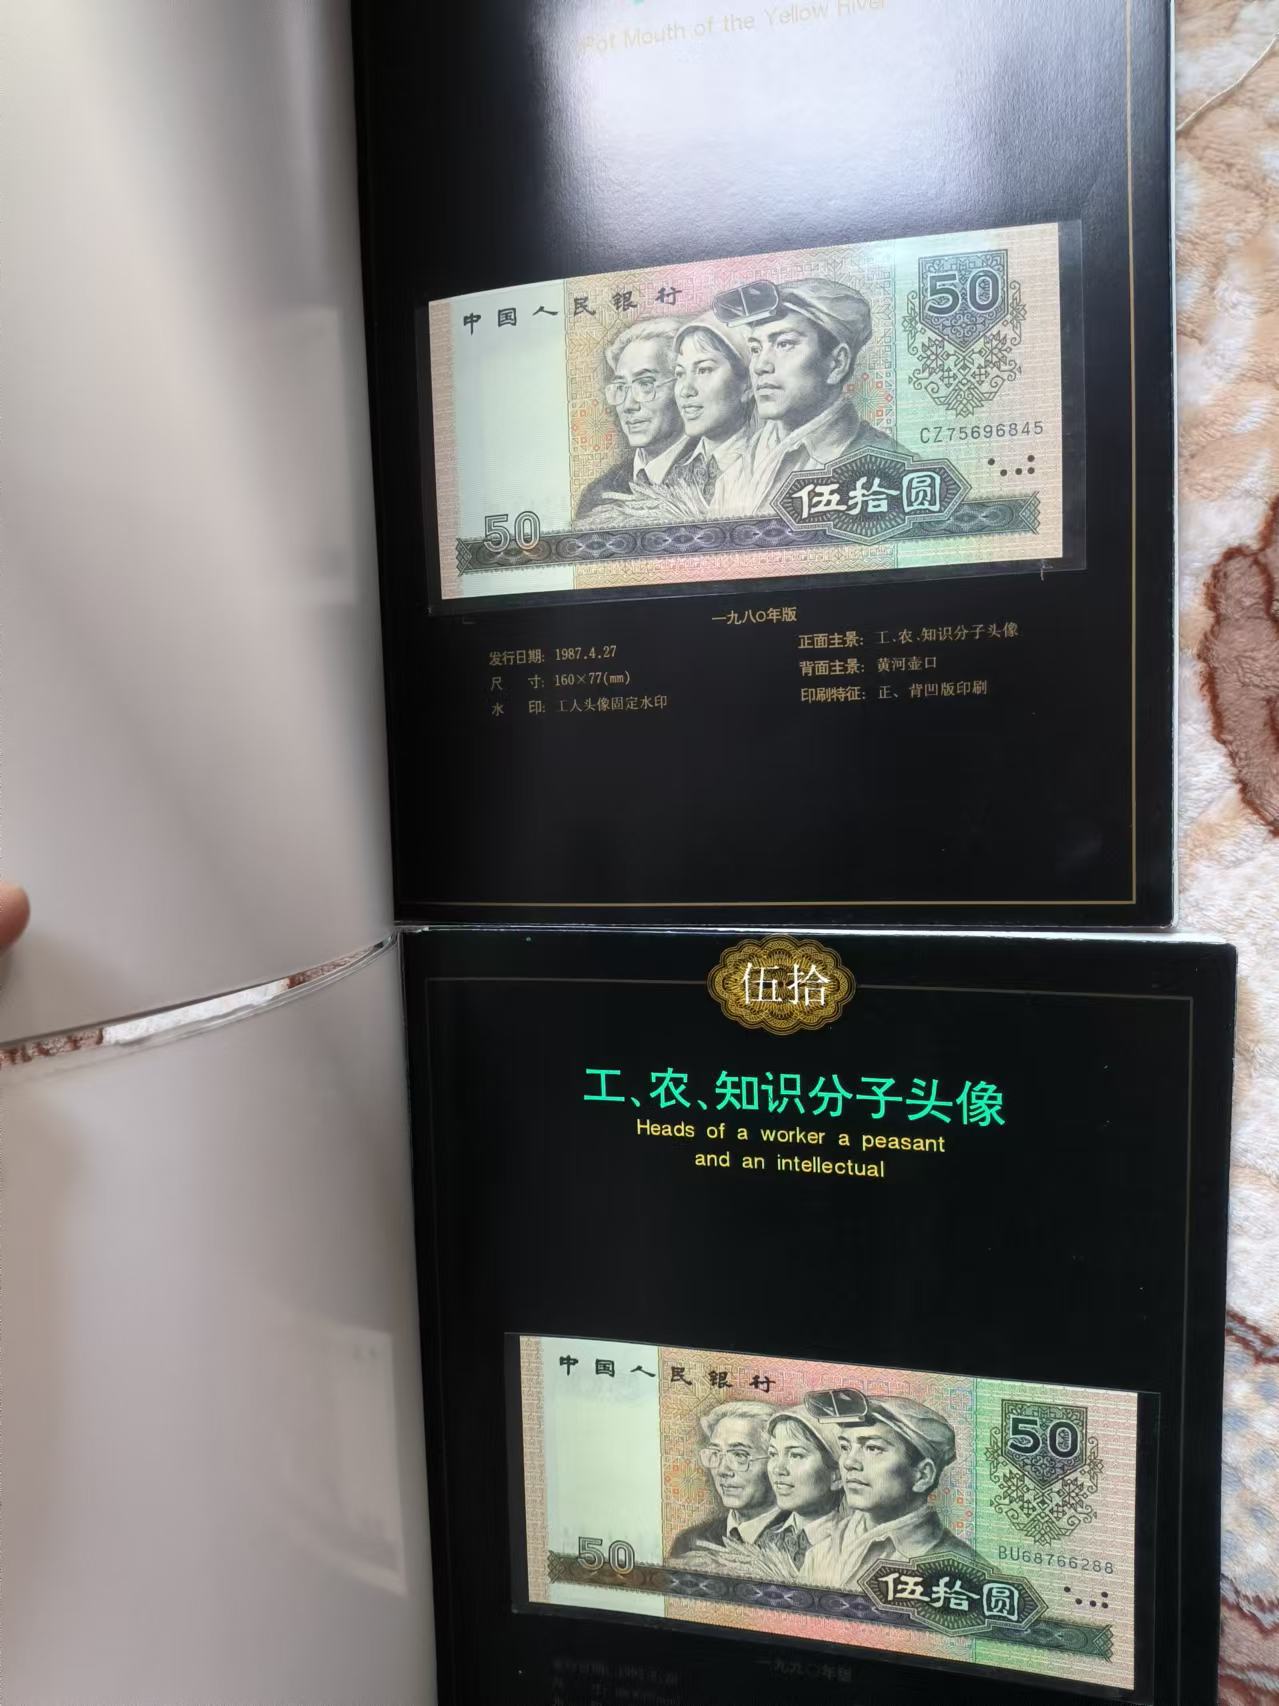 Pot Mouth of the Yellow River
中国人民银行
50
CZ75696845
伍拾圆
50
一九八〇年版
发行日期: 1987.4.27
尺 寸: 160×77(mm)
水 印: 工人头像固定水印
正面主景: 工、农、知识分子头像
背面主景: 黄河壶口
印刷特征: 正、背凹版印刷
伍拾
工、农、知识分子头像
Heads of a worker a peasant
and an intellectual
中国人民银行
50
BU68766288
50
伍拾圆
一九九〇年版
发行日期: